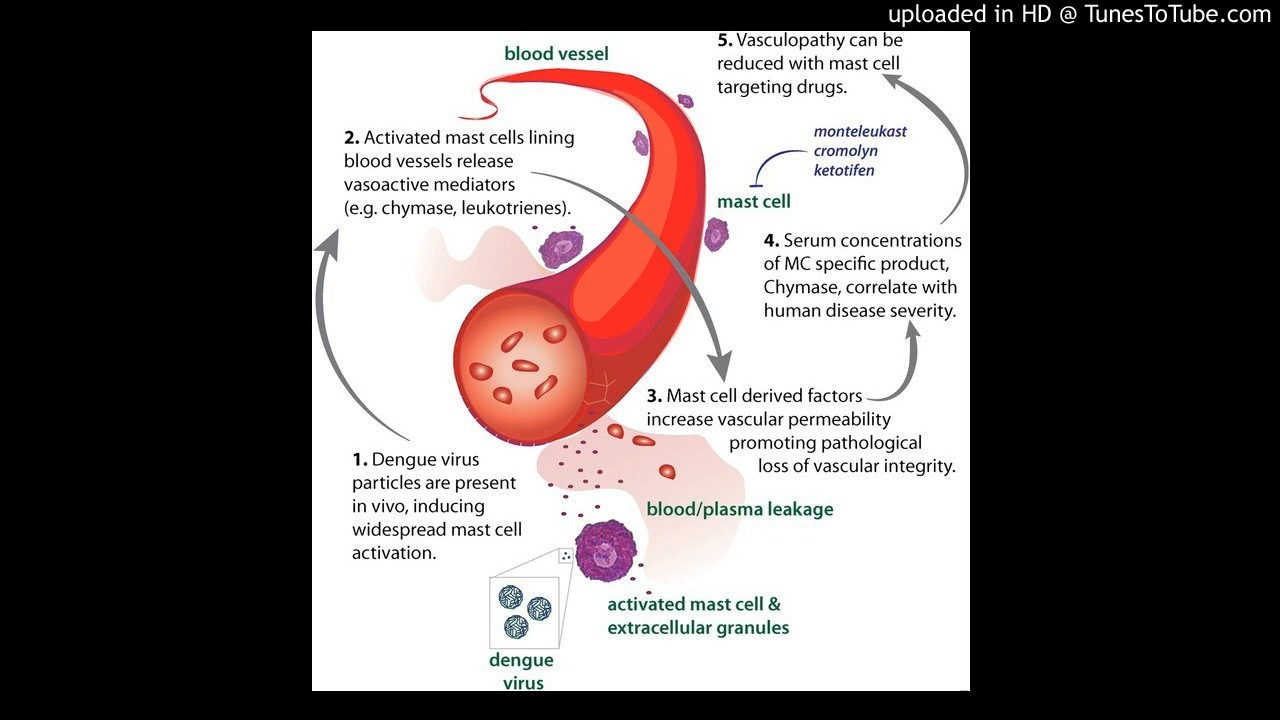 uploaded in HD @ TunesToTube.com
blood vessel
5. Vasculopathy can be
reduced with mast cell
targeting drugs.
monteleukast
cromolyn
ketotifen
2. Activated mast cells lining
blood vessels release
vasoactive mediators
(e.g. chymase, leukotrienes).
mast cell
4. Serum concentrations
of MC specific product,
Chymase, correlate with
human disease severity.
3. Mast cell derived factors
increase vascular permeability
promoting pathological
loss of vascular integrity.
1. Dengue virus
particles are present
in vivo, inducing
widespread mast cell
activation.
blood/plasma leakage
activated mast cell &
extracellular granules
dengue
virus